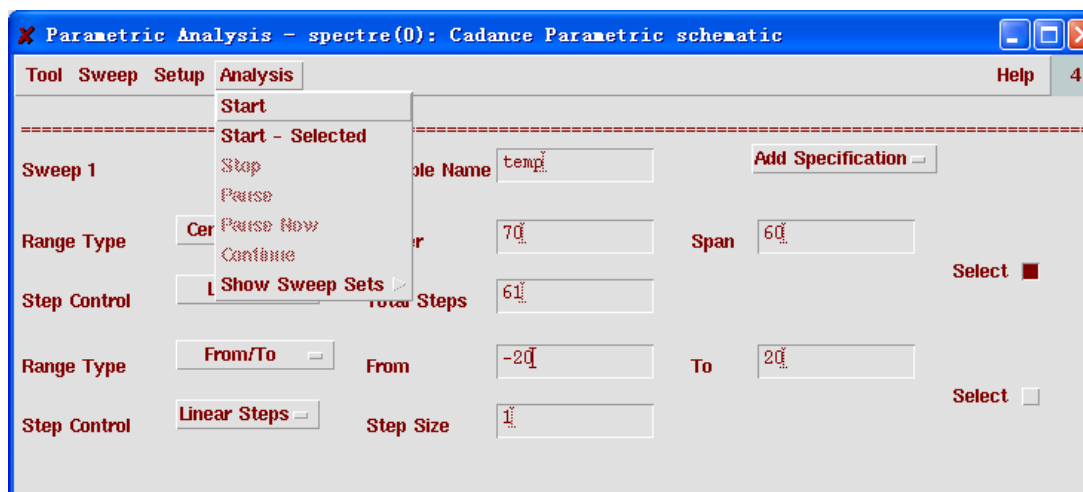 Parametric Analysis - spectre(0): Cadance Parametric schematic
Tool Sweep Setup Analysis Help 4
Start
Start - Selected
Stop
Pause
Pause Now
Continue
Show Sweep Sets
Sweep 1 Name temp Add Specification
Range Type 70 Span 60
Select
Step Control Steps 61
Range Type From/To From -20 To 20
Select
Step Control Linear Steps Step Size 1